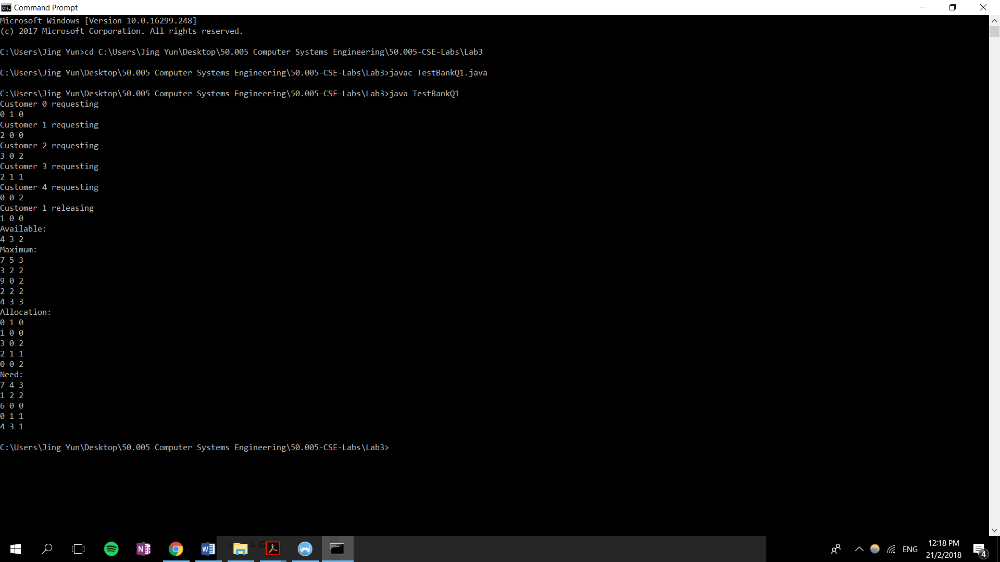 Command Prompt
Microsoft Windows [Version 10.0.16299.248]
(c) 2017 Microsoft Corporation. All rights reserved.
C:\Users\Jing Yun>cd C:\Users\Jing Yun\Desktop\50.005 Computer Systems Engineering\50.005-CSE-Labs\Lab3
C:\Users\Jing Yun\Desktop\50.005 Computer Systems Engineering\50.005-CSE-Labs\Lab3>javac TestBankQ1.java
C:\Users\Jing Yun\Desktop\50.005 Computer Systems Engineering\50.005-CSE-Labs\Lab3>java TestBankQ1
Customer 0 requesting
0 1 0
Customer 1 requesting
2 0 0
Customer 2 requesting
3 0 2
Customer 3 requesting
2 1 1
Customer 4 requesting
0 0 2
Customer 1 releasing
1 0 0
Available:
4 3 2
Maximum:
7 5 3
3 2 2
9 0 2
2 2 2
4 3 3
Allocation:
0 1 0
1 0 0
3 0 2
2 1 1
0 0 2
Need:
7 4 3
1 2 2
6 0 0
0 1 1
4 3 1
C:\Users\Jing Yun\Desktop\50.005 Computer Systems Engineering\50.005-CSE-Labs\Lab3>
ENG
12:18 PM
21/2/2018
4